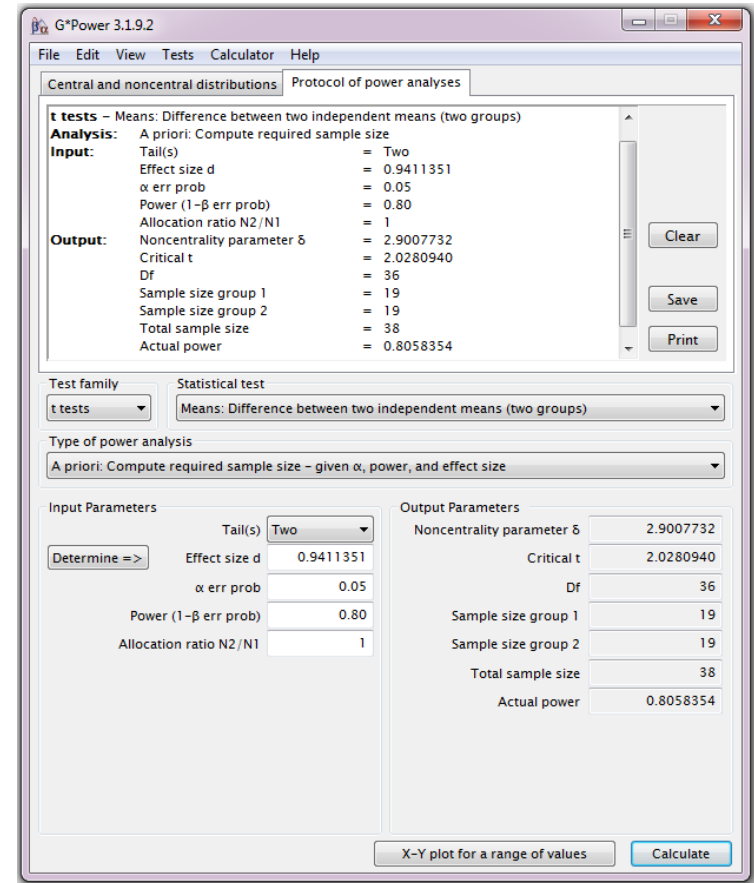 βα G*Power 3.1.9.2
File Edit View Tests Calculator Help
Central and noncentral distributions Protocol of power analyses
t tests – Means: Difference between two independent means (two groups)
Analysis: A priori: Compute required sample size
Input: Tail(s) = Two
Effect size d = 0.9411351
α err prob = 0.05
Power (1-β err prob) = 0.80
Allocation ratio N2/N1 = 1
Output: Noncentrality parameter δ = 2.9007732
Critical t = 2.0280940
Df = 36
Sample size group 1 = 19
Sample size group 2 = 19
Total sample size = 38
Actual power = 0.8058354
Clear
Save
Print
Test family Statistical test
t tests Means: Difference between two independent means (two groups)
Type of power analysis
A priori: Compute required sample size – given α, power, and effect size
Input Parameters
Tail(s) Two
Determine => Effect size d 0.9411351
α err prob 0.05
Power (1-β err prob) 0.80
Allocation ratio N2/N1 1
Output Parameters
Noncentrality parameter δ 2.9007732
Critical t 2.0280940
Df 36
Sample size group 1 19
Sample size group 2 19
Total sample size 38
Actual power 0.8058354
X-Y plot for a range of values Calculate